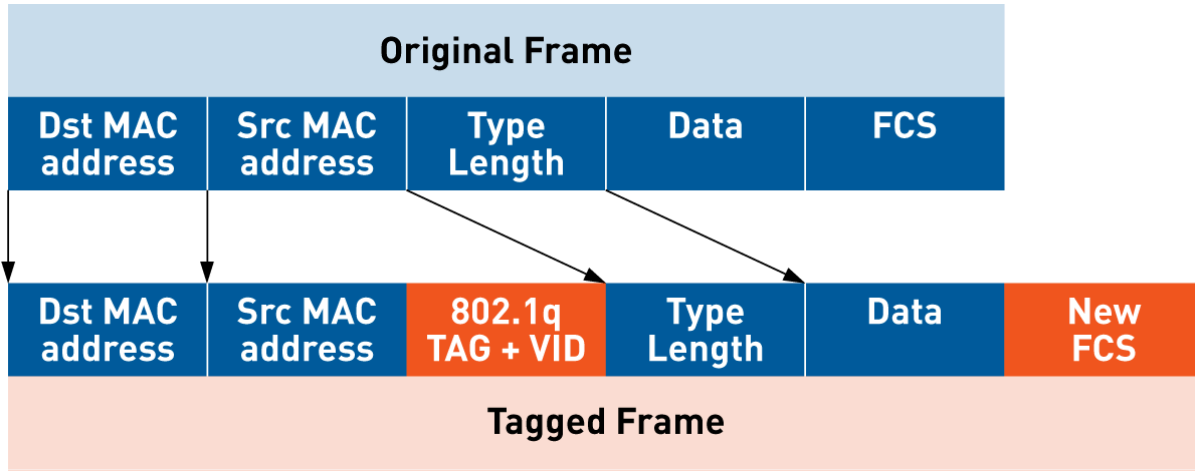 Original Frame
Dst MAC address
Src MAC address
Type Length
Data
FCS
Dst MAC address
Src MAC address
802.1q TAG + VID
Type Length
Data
New FCS
Tagged Frame